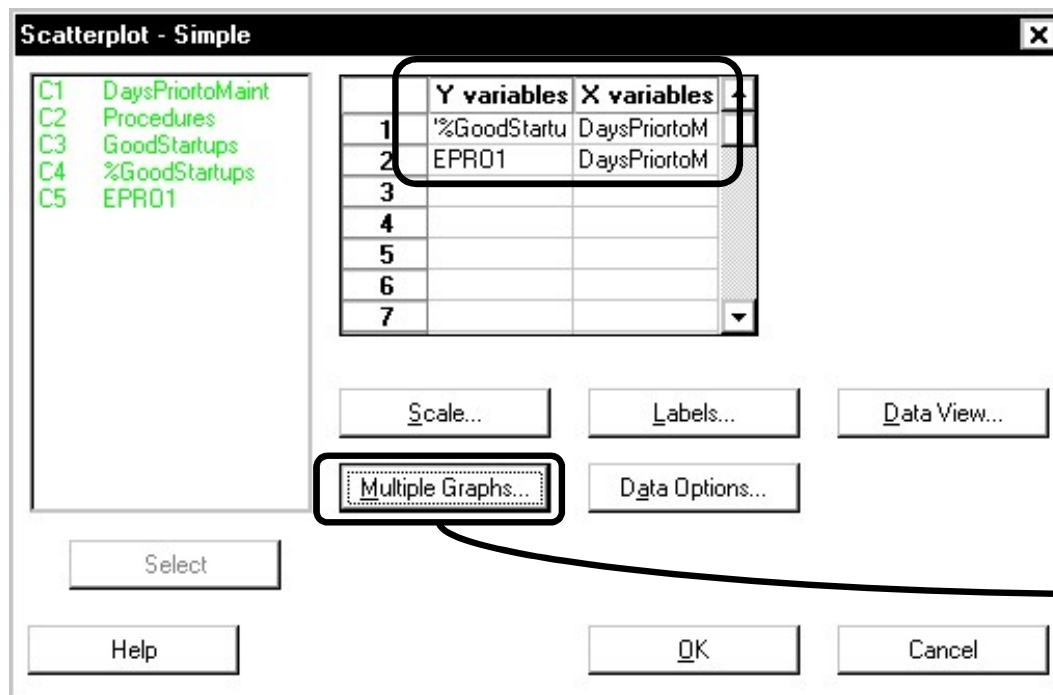 Scatterplot - Simple
C1 DaysPriortoMaint
C2 Procedures
C3 GoodStartups
C4 %GoodStartups
C5 EPRO1
Y variables X variables
1 '%GoodStartu DaysPriortoM
2 EPRO1 DaysPriortoM
3
4
5
6
7
Scale... Labels... Data View...
Multiple Graphs... Data Options...
Select
Help OK Cancel